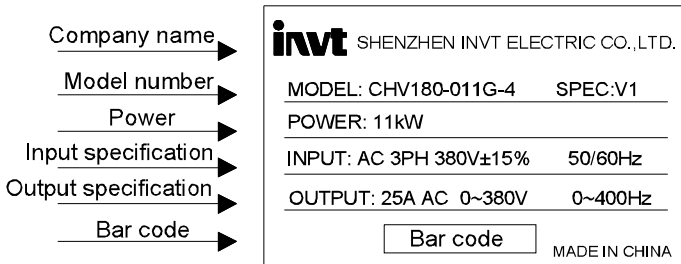 Company name
invt SHENZHEN INVT ELECTRIC CO.,LTD.
Model number
MODEL: CHV180-011G-4 SPEC:V1
Power
POWER: 11kW
Input specification
INPUT: AC 3PH 380V±15% 50/60Hz
Output specification
OUTPUT: 25A AC 0~380V 0~400Hz
Bar code
Bar code
MADE IN CHINA